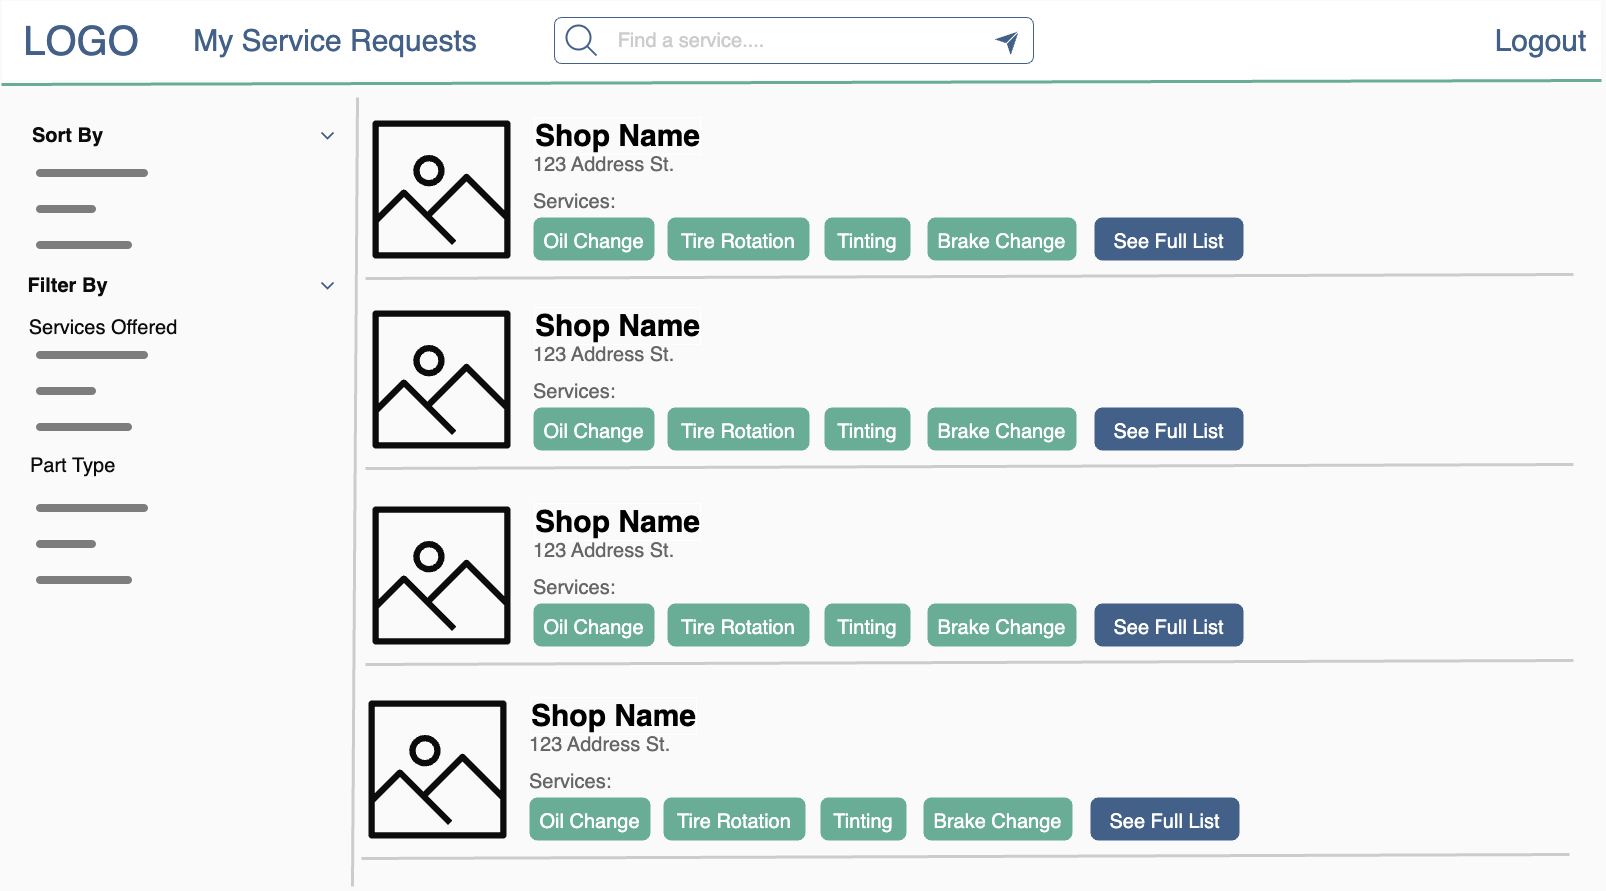 LOGO
My Service Requests
Find a service....
Logout
Sort By
Filter By
Services Offered
Part Type
Shop Name
123 Address St.
Services:
Oil Change Tire Rotation Tinting Brake Change See Full List
Shop Name
123 Address St.
Services:
Oil Change Tire Rotation Tinting Brake Change See Full List
Shop Name
123 Address St.
Services:
Oil Change Tire Rotation Tinting Brake Change See Full List
Shop Name
123 Address St.
Services:
Oil Change Tire Rotation Tinting Brake Change See Full List